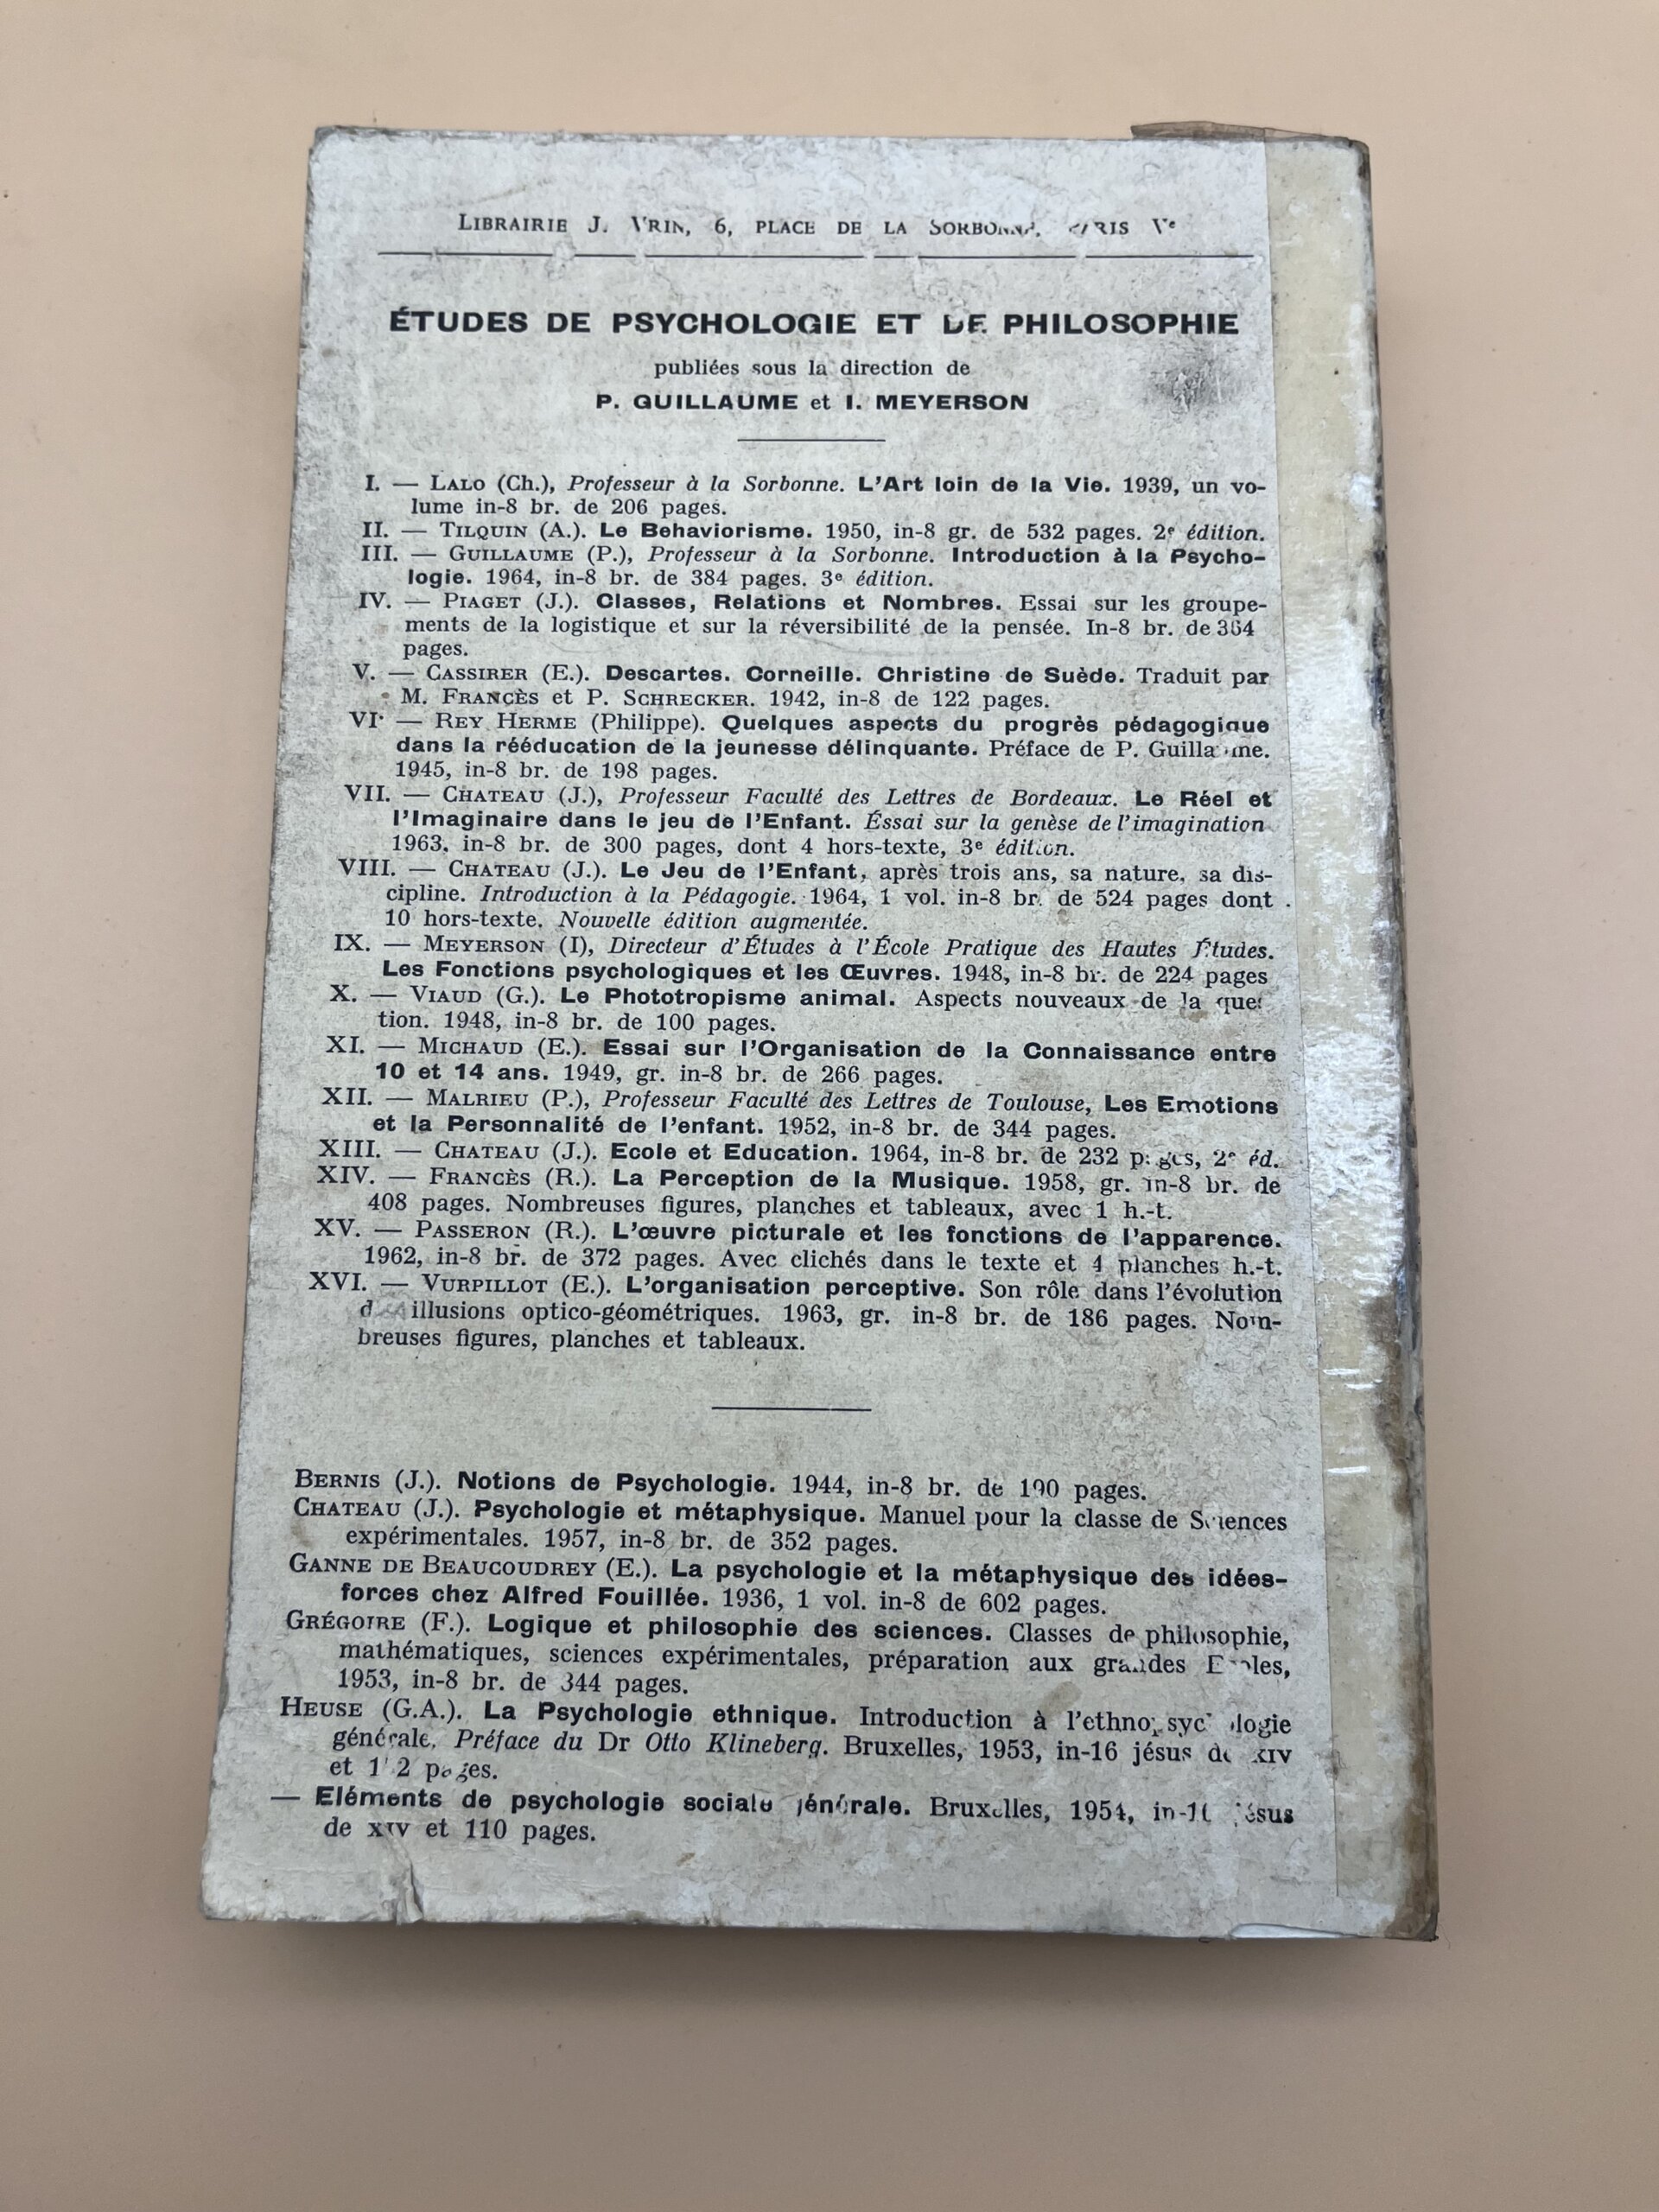 LIBRAIRIE J. VRIN, 6, PLACE DE LA SORBONNE, PARIS Ve
ÉTUDES DE PSYCHOLOGIE ET DE PHILOSOPHIE
publiées sous la direction de
P. GUILLAUME et I. MEYERSON
I. — LALO (Ch.), Professeur à la Sorbonne. L'Art loin de la Vie. 1939, un vo-
lume in-8 br. de 206 pages.
II. — TILQUIN (A.). Le Behaviorisme. 1950, in-8 gr. de 532 pages. 2e édition.
III. — GUILLAUME (P.), Professeur à la Sorbonne. Introduction à la Psycho-
logie. 1964, in-8 br. de 384 pages. 3e édition.
IV. — PIAGET (J.). Classes, Relations et Nombres. Essai sur les groupe-
ments de la logistique et sur la réversibilité de la pensée. In-8 br. de
pages.
V. — CASSIRER (E.). Descartes. Corneille. Christine de Suède. Traduit par
M. FRANCÈS et P. SCHRECKER. 1942, in-8 de 122 pages.
VI. — REY HERME (Philippe). Quelques aspects du progrès pédagogique
dans la rééducation de la jeunesse délinquante. Préface de P. Guillaume.
1945, in-8 br. de 198 pages.
VII. — CHATEAU (J.), Professeur Faculté des Lettres de Bordeaux. Le Réel et
l'Imaginaire dans le jeu de l'Enfant. Éssai sur la genèse de l'imagination
1963, in-8 br. de 300 pages, dont 4 hors-texte, 3e édition.
VIII. — CHATEAU (J.). Le Jeu de l'Enfant, après trois ans, sa nature, sa dis-
cipline. Introduction à la Pédagogie. 1964, 1 vol. in-8 br. de 524 pages dont
10 hors-texte. Nouvelle édition augmentée.
IX. — MEYERSON (I), Directeur d'Études à l'École Pratique des Hautes Études.
Les Fonctions psychologiques et les Œuvres. 1948, in-8 br. de 224 pages
X. — VIAUD (G.). Le Phototropisme animal. Aspects nouveaux de la ques-
tion. 1948, in-8 br. de 100 pages.
XI. — MICHAUD (E.). Essai sur l'Organisation de la Connaissance entre
10 et 14 ans. 1949, gr. in-8 br. de 266 pages.
XII. — MALRIEU (P.), Professeur Faculté des Lettres de Toulouse, Les Emotions
et la Personnalité de l'enfant. 1952, in-8 br. de 344 pages.
XIII. — CHATEAU (J.). Ecole et Education. 1964, in-8 br. de 232 pages, 2e éd.
XIV. — FRANCÈS (R.). La Perception de la Musique. 1958, gr. in-8 br. de
408 pages. Nombreuses figures, planches et tableaux, avec 1 h.-t.
XV. — PASSERON (R.). L'œuvre picturale et les fonctions de l'apparence.
1962, in-8 br. de 372 pages. Avec clichés dans le texte et 4 planches h.-t.
XVI. — VURPILLOT (E.). L'organisation perceptive. Son rôle dans l'évolution
illusions optico-géométriques. 1963, gr. in-8 br. de 186 pages. Nom-
breuses figures, planches et tableaux.
BERNIS (J.). Notions de Psychologie. 1944, in-8 br. de pages.
CHATEAU (J.). Psychologie et métaphysique. Manuel pour la classe de Sciences
expérimentales. 1957, in-8 br. de 352 pages.
GANNE DE BEAUCOUDREY (E.). La psychologie et la métaphysique des idées-
forces chez Alfred Fouillée. 1936, 1 vol. in-8 de 602 pages.
GRÉGOIRE (F.). Logique et philosophie des sciences. Classes de philosophie,
mathématiques, sciences expérimentales, préparation aux grandes Ecoles,
1953, in-8 br. de 344 pages.
HEUSE (G.A.). La Psychologie ethnique. Introduction à l'ethnopsychologie
générale. Préface du Dr Otto Klineberg. Bruxelles, 1953, in-16 jésus de XIV
et pages.
— Eléments de psychologie sociale générale. Bruxelles, 1954, in-16 jésus
de XIV et 110 pages.